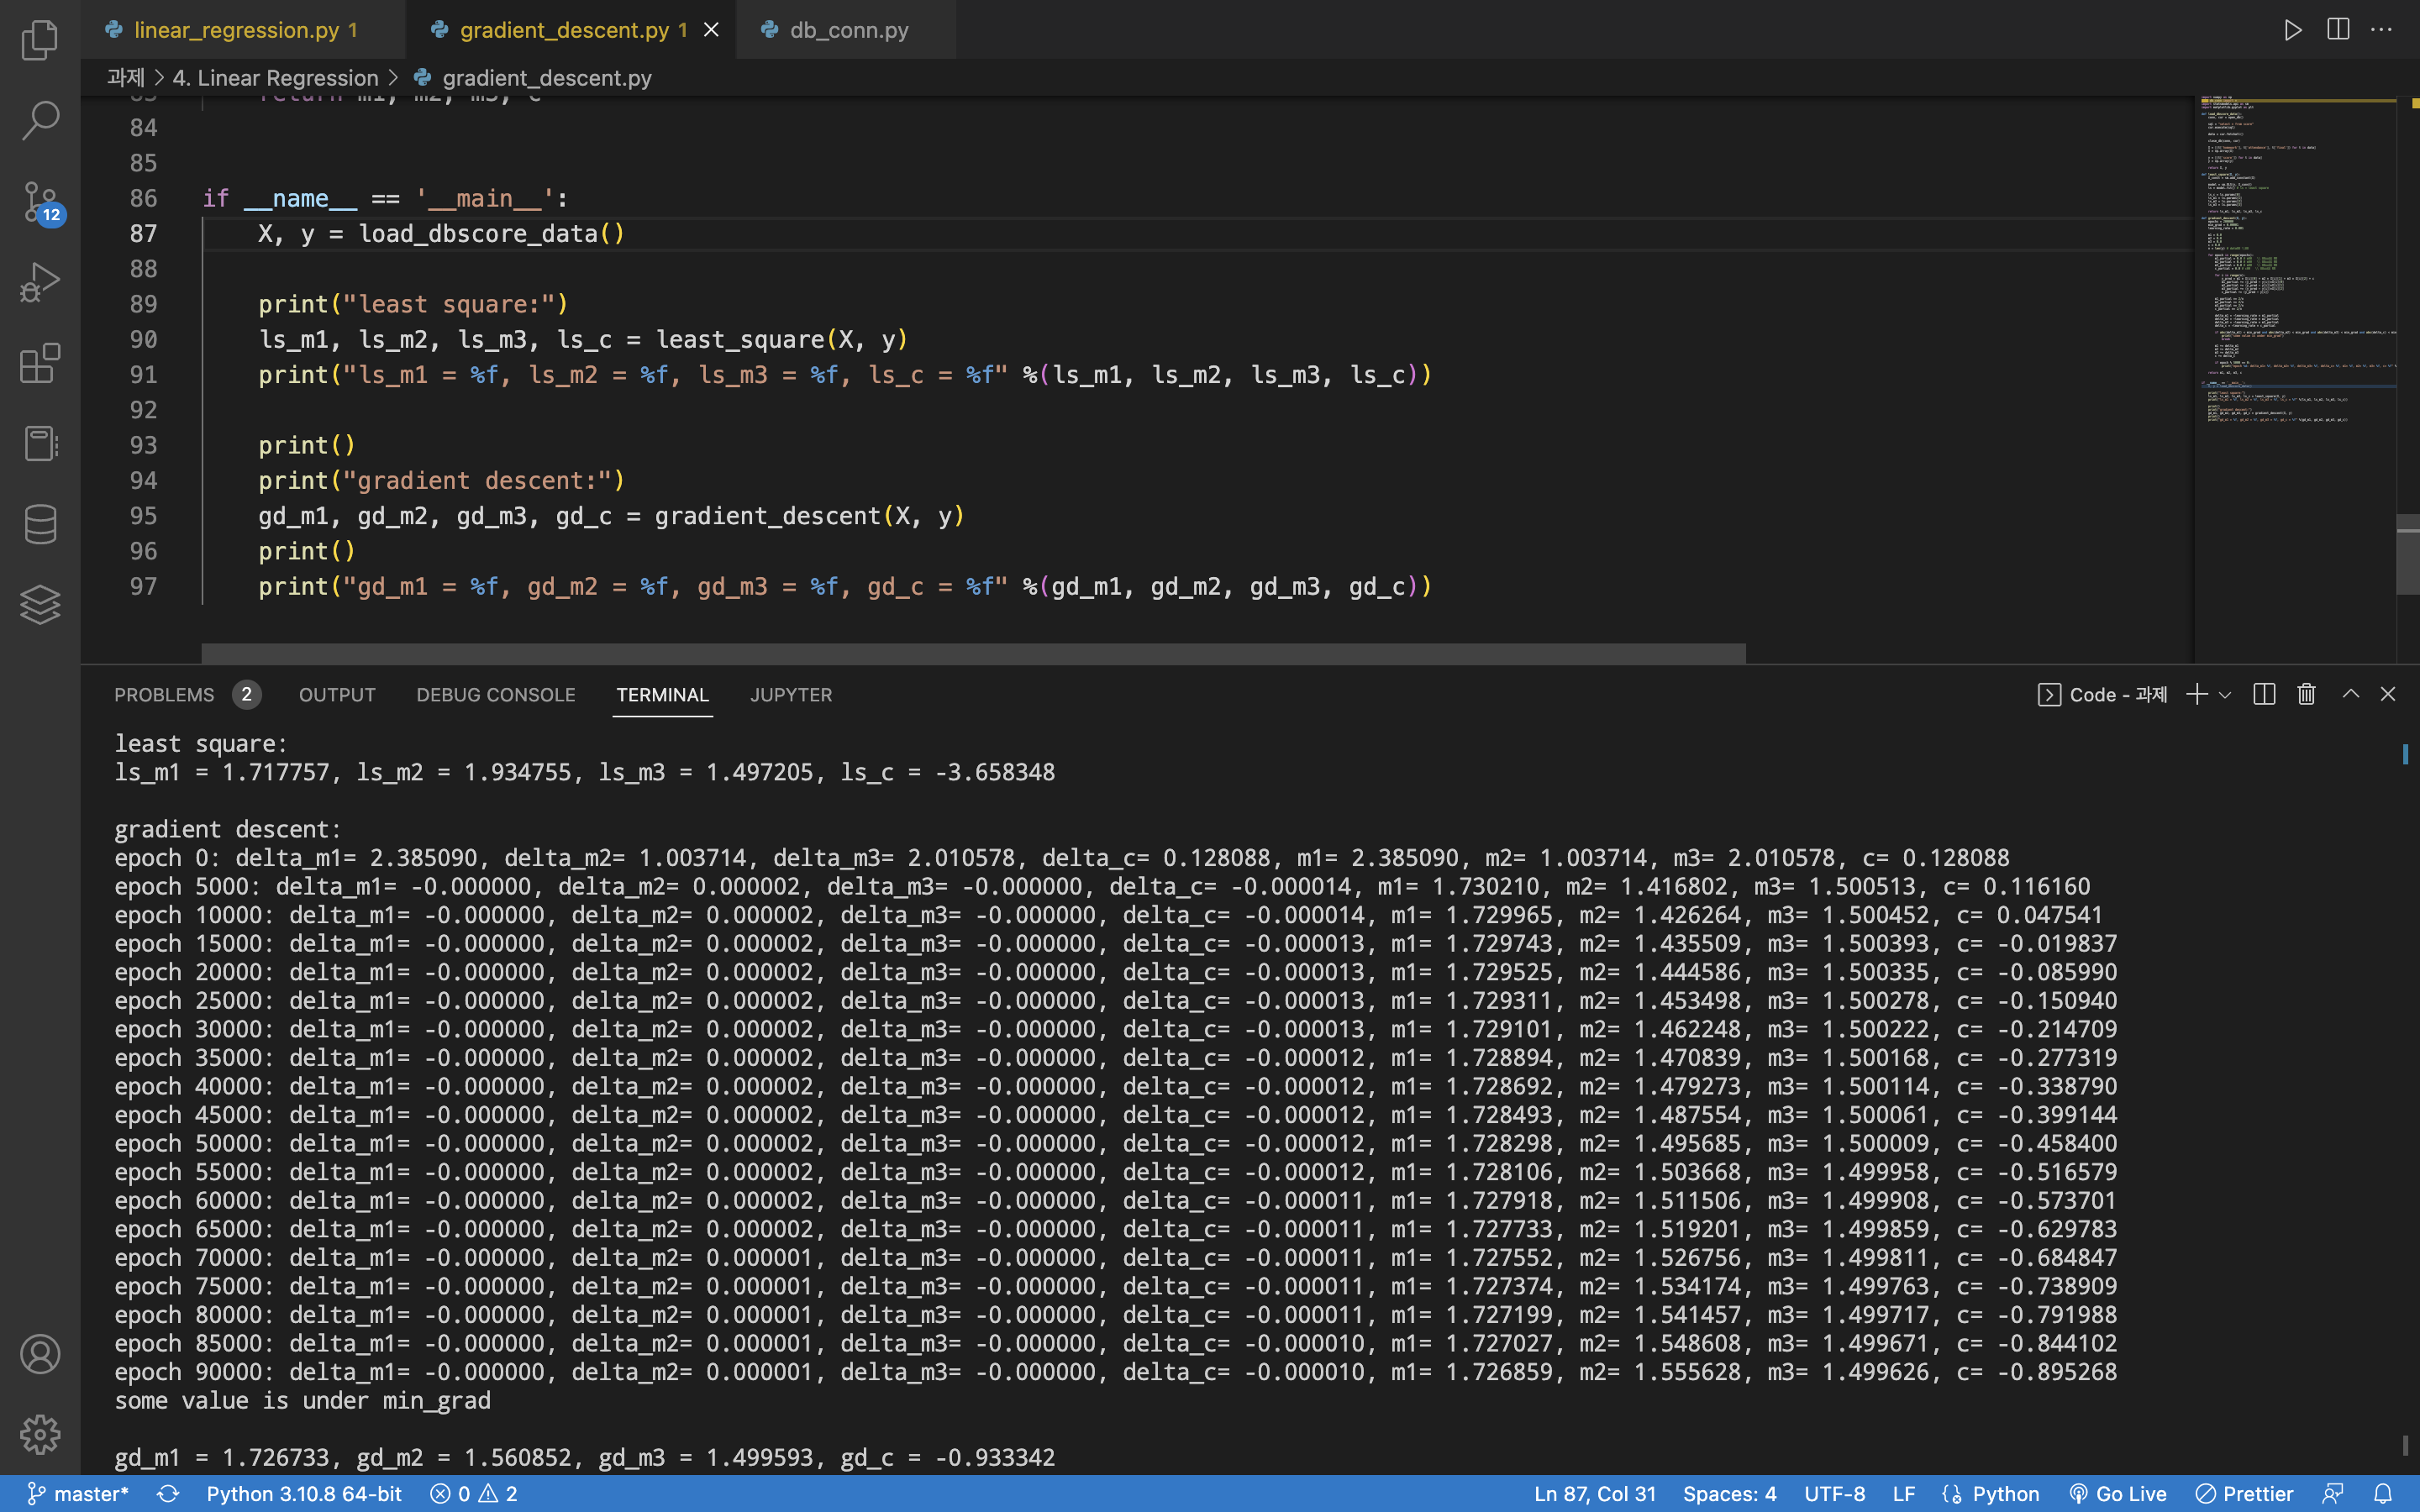 linear_regression.py 1
gradient_descent.py 1
db_conn.py
과제 > 4. Linear Regression > gradient_descent.py
84
85
86 if __name__ == '__main__':
87 X, y = load_dbscore_data()
88
89 print("least square:")
90 ls_m1, ls_m2, ls_m3, ls_c = least_square(X, y)
91 print("ls_m1 = %f, ls_m2 = %f, ls_m3 = %f, ls_c = %f" %(ls_m1, ls_m2, ls_m3, ls_c))
92
93 print()
94 print("gradient descent:")
95 gd_m1, gd_m2, gd_m3, gd_c = gradient_descent(X, y)
96 print()
97 print("gd_m1 = %f, gd_m2 = %f, gd_m3 = %f, gd_c = %f" %(gd_m1, gd_m2, gd_m3, gd_c))
12
PROBLEMS 2 OUTPUT DEBUG CONSOLE TERMINAL JUPYTER
Code - 과제
least square:
ls_m1 = 1.717757, ls_m2 = 1.934755, ls_m3 = 1.497205, ls_c = -3.658348
gradient descent:
epoch 0: delta_m1= 2.385090, delta_m2= 1.003714, delta_m3= 2.010578, delta_c= 0.128088, m1= 2.385090, m2= 1.003714, m3= 2.010578, c= 0.128088
epoch 5000: delta_m1= -0.000000, delta_m2= 0.000002, delta_m3= -0.000000, delta_c= -0.000014, m1= 1.730210, m2= 1.416802, m3= 1.500513, c= 0.116160
epoch 10000: delta_m1= -0.000000, delta_m2= 0.000002, delta_m3= -0.000000, delta_c= -0.000014, m1= 1.729965, m2= 1.426264, m3= 1.500452, c= 0.047541
epoch 15000: delta_m1= -0.000000, delta_m2= 0.000002, delta_m3= -0.000000, delta_c= -0.000013, m1= 1.729743, m2= 1.435509, m3= 1.500393, c= -0.019837
epoch 20000: delta_m1= -0.000000, delta_m2= 0.000002, delta_m3= -0.000000, delta_c= -0.000013, m1= 1.729525, m2= 1.444586, m3= 1.500335, c= -0.085990
epoch 25000: delta_m1= -0.000000, delta_m2= 0.000002, delta_m3= -0.000000, delta_c= -0.000013, m1= 1.729311, m2= 1.453498, m3= 1.500278, c= -0.150940
epoch 30000: delta_m1= -0.000000, delta_m2= 0.000002, delta_m3= -0.000000, delta_c= -0.000013, m1= 1.729101, m2= 1.462248, m3= 1.500222, c= -0.214709
epoch 35000: delta_m1= -0.000000, delta_m2= 0.000002, delta_m3= -0.000000, delta_c= -0.000012, m1= 1.728894, m2= 1.470839, m3= 1.500168, c= -0.277319
epoch 40000: delta_m1= -0.000000, delta_m2= 0.000002, delta_m3= -0.000000, delta_c= -0.000012, m1= 1.728692, m2= 1.479273, m3= 1.500114, c= -0.338790
epoch 45000: delta_m1= -0.000000, delta_m2= 0.000002, delta_m3= -0.000000, delta_c= -0.000012, m1= 1.728493, m2= 1.487554, m3= 1.500061, c= -0.399144
epoch 50000: delta_m1= -0.000000, delta_m2= 0.000002, delta_m3= -0.000000, delta_c= -0.000012, m1= 1.728298, m2= 1.495685, m3= 1.500009, c= -0.458400
epoch 55000: delta_m1= -0.000000, delta_m2= 0.000002, delta_m3= -0.000000, delta_c= -0.000012, m1= 1.728106, m2= 1.503668, m3= 1.499958, c= -0.516579
epoch 60000: delta_m1= -0.000000, delta_m2= 0.000002, delta_m3= -0.000000, delta_c= -0.000011, m1= 1.727918, m2= 1.511506, m3= 1.499908, c= -0.573701
epoch 65000: delta_m1= -0.000000, delta_m2= 0.000002, delta_m3= -0.000000, delta_c= -0.000011, m1= 1.727733, m2= 1.519201, m3= 1.499859, c= -0.629783
epoch 70000: delta_m1= -0.000000, delta_m2= 0.000001, delta_m3= -0.000000, delta_c= -0.000011, m1= 1.727552, m2= 1.526756, m3= 1.499811, c= -0.684847
epoch 75000: delta_m1= -0.000000, delta_m2= 0.000001, delta_m3= -0.000000, delta_c= -0.000011, m1= 1.727374, m2= 1.534174, m3= 1.499763, c= -0.738909
epoch 80000: delta_m1= -0.000000, delta_m2= 0.000001, delta_m3= -0.000000, delta_c= -0.000011, m1= 1.727199, m2= 1.541457, m3= 1.499717, c= -0.791988
epoch 85000: delta_m1= -0.000000, delta_m2= 0.000001, delta_m3= -0.000000, delta_c= -0.000010, m1= 1.727027, m2= 1.548608, m3= 1.499671, c= -0.844102
epoch 90000: delta_m1= -0.000000, delta_m2= 0.000001, delta_m3= -0.000000, delta_c= -0.000010, m1= 1.726859, m2= 1.555628, m3= 1.499626, c= -0.895268
some value is under min_grad
gd_m1 = 1.726733, gd_m2 = 1.560852, gd_m3 = 1.499593, gd_c = -0.933342
master* Python 3.10.8 64-bit 0 2 Ln 87, Col 31 Spaces: 4 UTF-8 LF Python Go Live Prettier